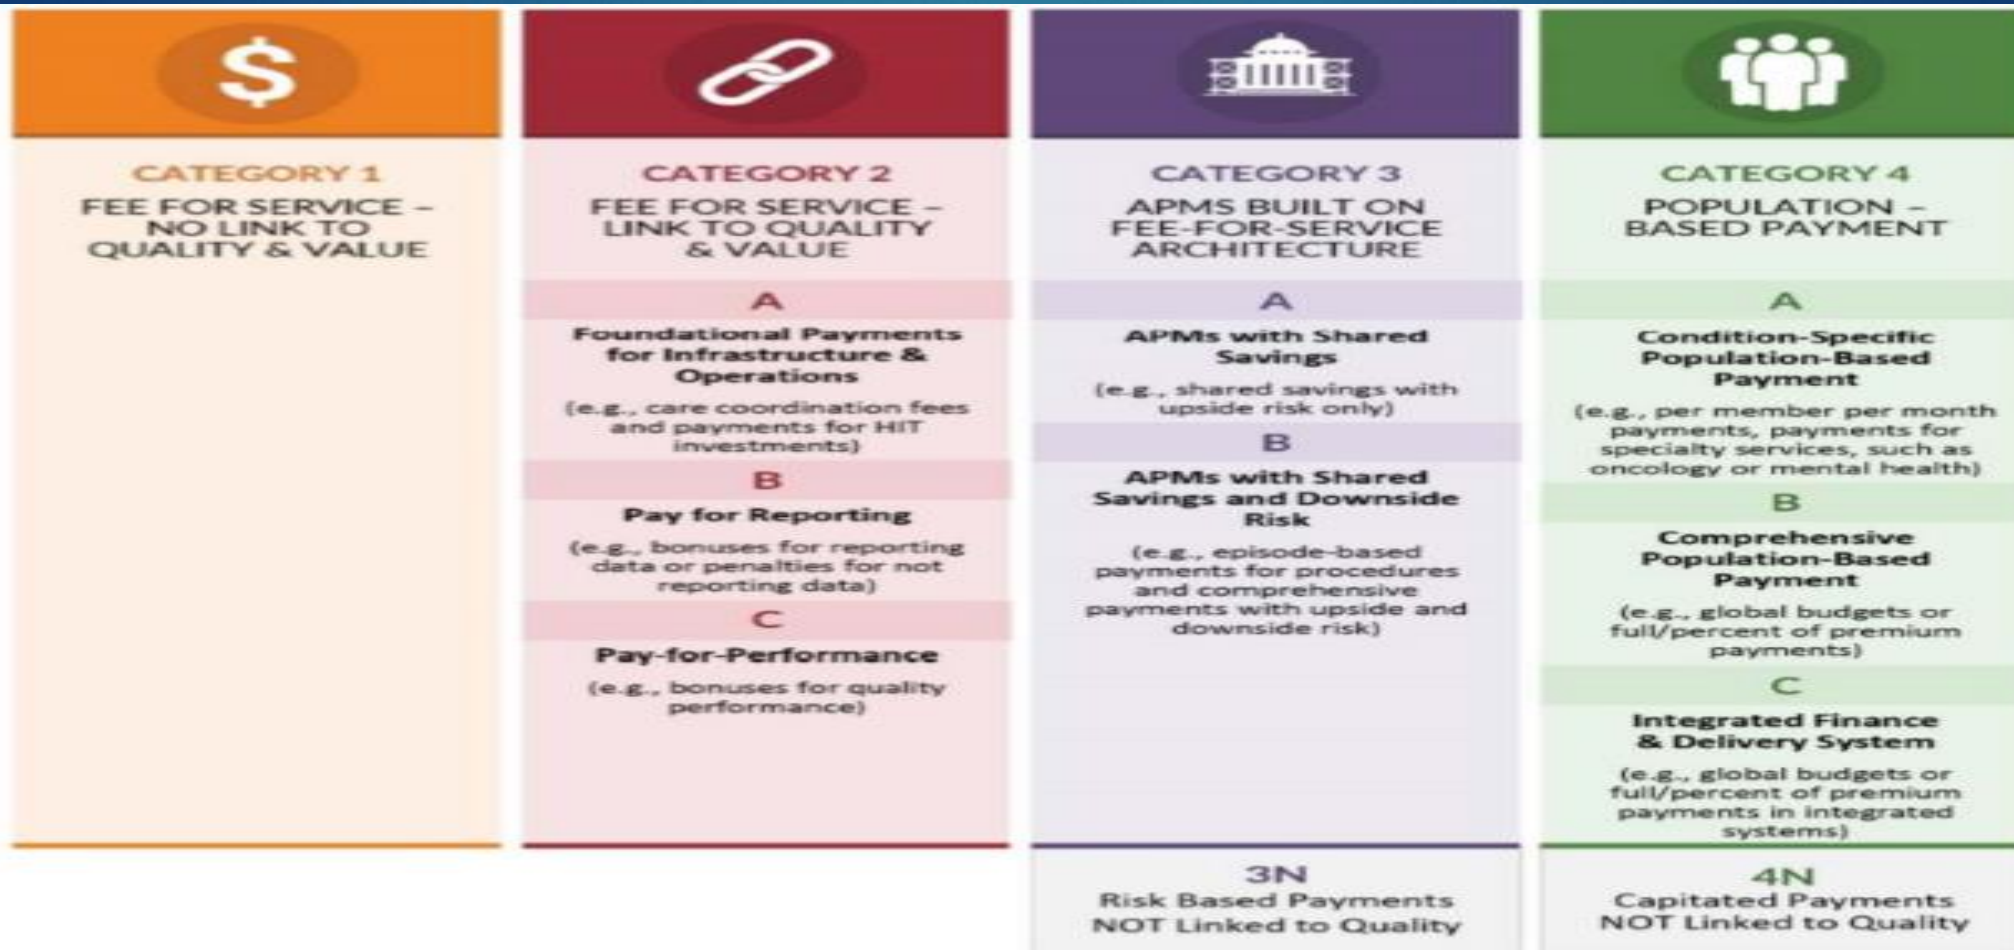 $
CATEGORY 1
FEE FOR SERVICE –
NO LINK TO
QUALITY & VALUE
CATEGORY 2
FEE FOR SERVICE –
LINK TO QUALITY
& VALUE
A
Foundational Payments
for Infrastructure &
Operations
(e.g., care coordination fees
and payments for HIT
investments)
B
Pay for Reporting
(e.g., bonuses for reporting
data or penalties for not
reporting data)
C
Pay-for-Performance
(e.g., bonuses for quality
performance)
CATEGORY 3
APMS BUILT ON
FEE-FOR-SERVICE
ARCHITECTURE
A
APMs with Shared
Savings
(e.g., shared savings with
upside risk only)
B
APMs with Shared
Savings and Downside
Risk
(e.g., episode-based
payments for procedures
and comprehensive
payments with upside and
downside risk)
3N
Risk Based Payments
NOT Linked to Quality
CATEGORY 4
POPULATION –
BASED PAYMENT
A
Condition-Specific
Population-Based
Payment
(e.g., per member per month
payments, payments for
specialty services, such as
oncology or mental health)
B
Comprehensive
Population-Based
Payment
(e.g., global budgets or
full/percent of premium
payments)
C
Integrated Finance
& Delivery System
(e.g., global budgets or
full/percent of premium
payments in integrated
systems)
4N
Capitated Payments
NOT Linked to Quality